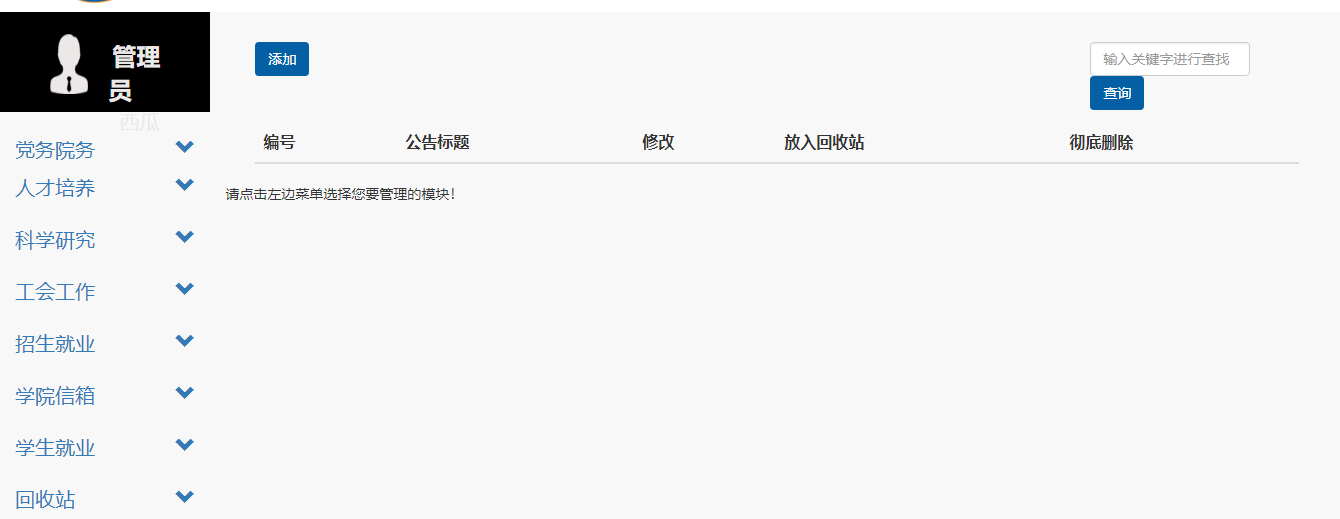 管理
员
西瓜
党务院务
人才培养
科学研究
工会工作
招生就业
学院信箱
学生就业
回收站
添加
输入关键字进行查找
查询
编号 公告标题 修改 放入回收站 彻底删除
请点击左边菜单选择您要管理的模块！